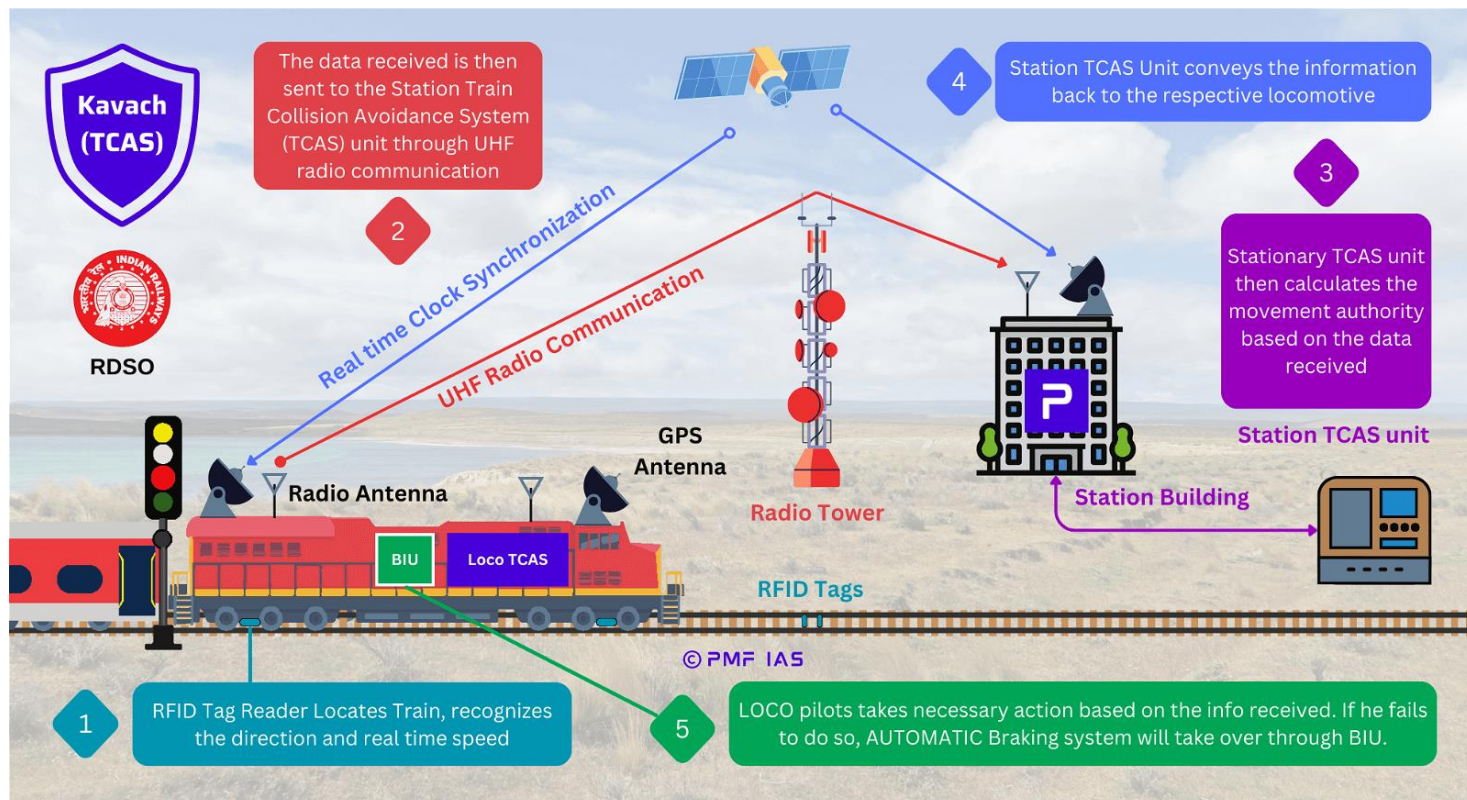 Kavach
(TCAS)
The data received is then
sent to the Station Train
Collision Avoidance System
(TCAS) unit through UHF
radio communication
2
4
Station TCAS Unit conveys the information
back to the respective locomotive
3
Stationary TCAS unit
then calculates the
movement authority
based on the data
received
भारतीय रेल
INDIAN RAILWAYS
RDSO
Real time Clock Synchronization
UHF Radio Communication
GPS
Antenna
Radio Antenna
Radio Tower
P
Station TCAS unit
Station Building
BIU
Loco TCAS
RFID Tags
© PMF IAS
1
RFID Tag Reader Locates Train, recognizes
the direction and real time speed
5
LOCO pilots takes necessary action based on the info received. If he fails
to do so, AUTOMATIC Braking system will take over through BIU.